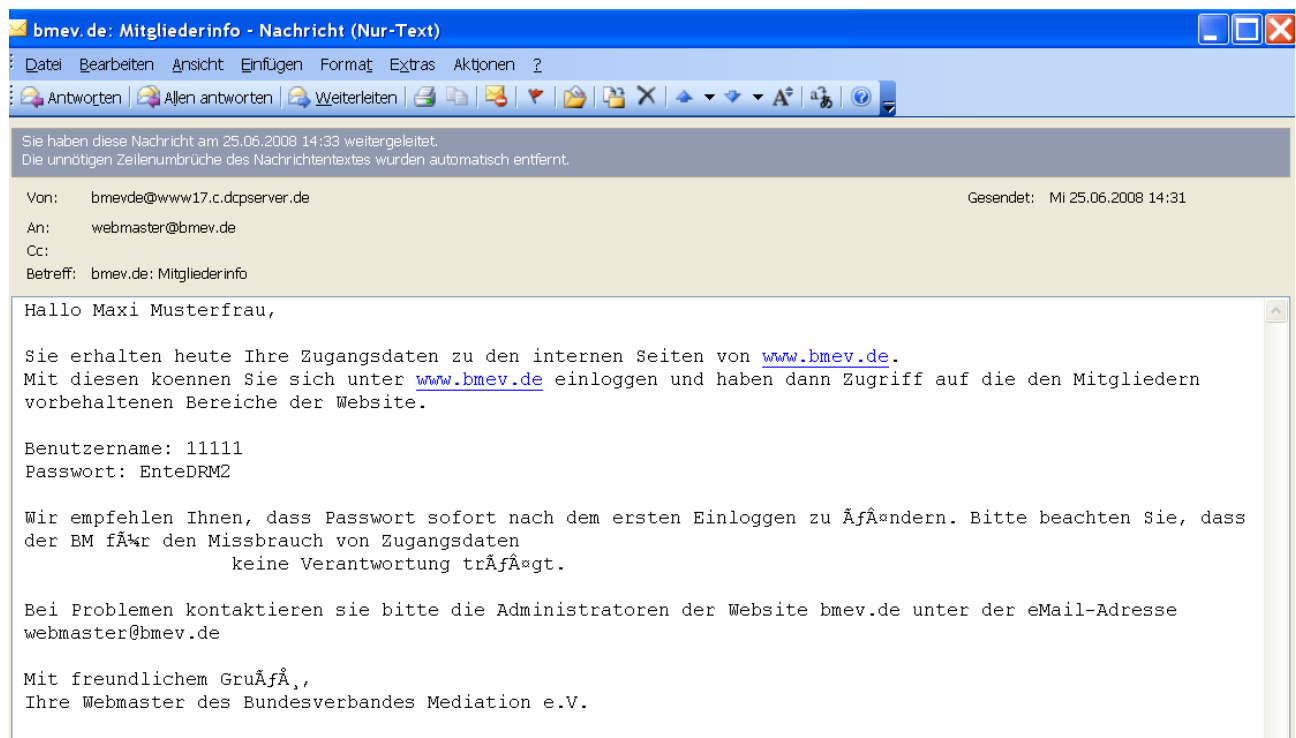 bmev.de: Mitgliederinfo - Nachricht (Nur-Text)
Datei Bearbeiten Ansicht Einfügen Format Extras Aktionen ?
Antworten Allen antworten Weiterleiten
Sie haben diese Nachricht am 25.06.2008 14:33 weitergeleitet.
Die unnötigen Zeilenumbrüche des Nachrichtentextes wurden automatisch entfernt.
Von: bmevde@www17.c.dcpserver.de Gesendet: Mi 25.06.2008 14:31
An: webmaster@bmev.de
Cc:
Betreff: bmev.de: Mitgliederinfo
Hallo Maxi Musterfrau,
Sie erhalten heute Ihre Zugangsdaten zu den internen Seiten von www.bmev.de.
Mit diesen koennen Sie sich unter www.bmev.de einloggen und haben dann Zugriff auf die den Mitgliedern
vorbehaltenen Bereiche der Website.
Benutzername: 11111
Passwort: EnteDRM2
Wir empfehlen Ihnen, dass Passwort sofort nach dem ersten Einloggen zu Ãƒ¤ndern. Bitte beachten Sie, dass
der BM fÃ¼r den Missbrauch von Zugangsdaten
keine Verantwortung trÃƒÂ¤gt.
Bei Problemen kontaktieren sie bitte die Administratoren der Website bmev.de unter der eMail-Adresse
webmaster@bmev.de
Mit freundlichem GruÃƒÅ¸,
Ihre Webmaster des Bundesverbandes Mediation e.V.